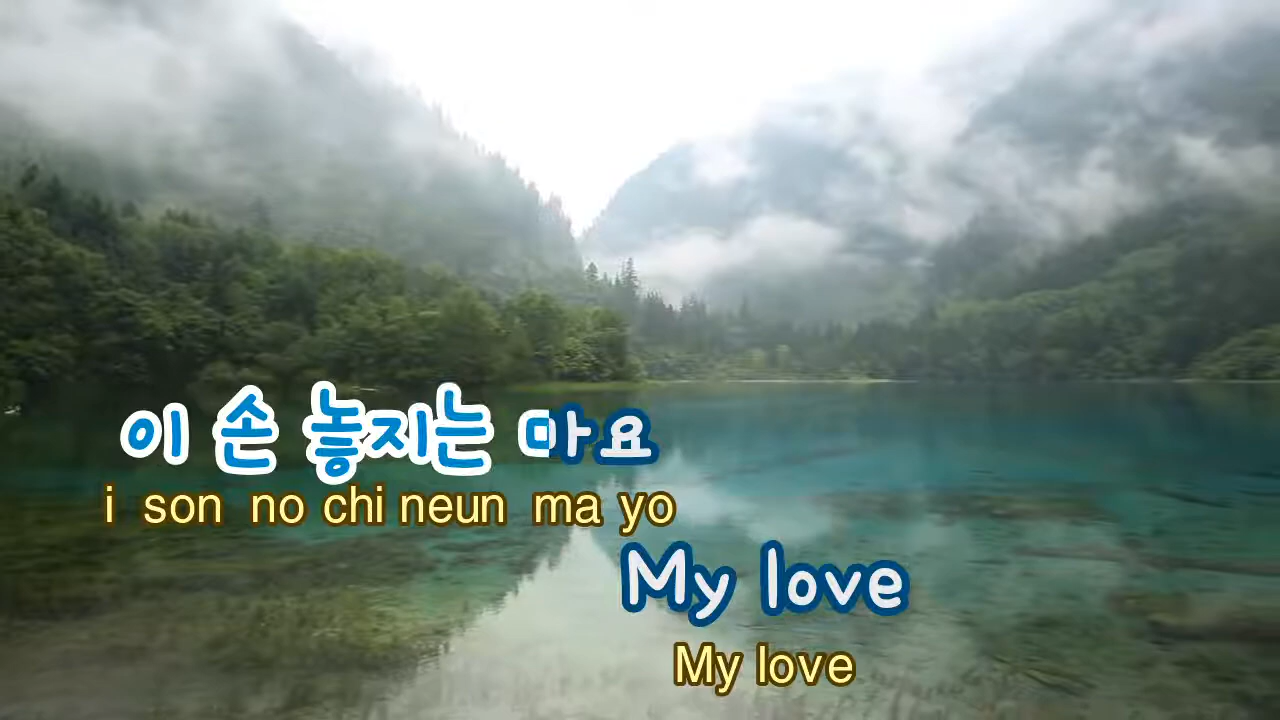 이 손 놓지는 마요
i son no chi neun ma yo
My love
My love